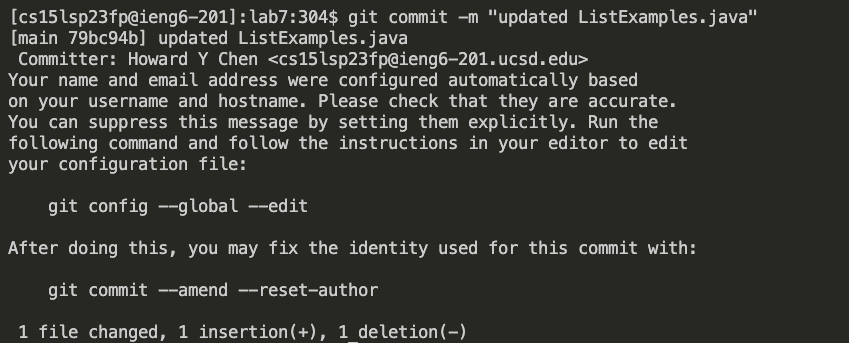 [cs15lsp23fp@ieng6-201]:lab7:304$ git commit -m "updated ListExamples.java"
[main 79bc94b] updated ListExamples.java
 Committer: Howard Y Chen <cs15lsp23fp@ieng6-201.ucsd.edu>
Your name and email address were configured automatically based
on your username and hostname. Please check that they are accurate.
You can suppress this message by setting them explicitly. Run the
following command and follow the instructions in your editor to edit
your configuration file:

    git config --global --edit

After doing this, you may fix the identity used for this commit with:

    git commit --amend --reset-author

 1 file changed, 1 insertion(+), 1 deletion(-)